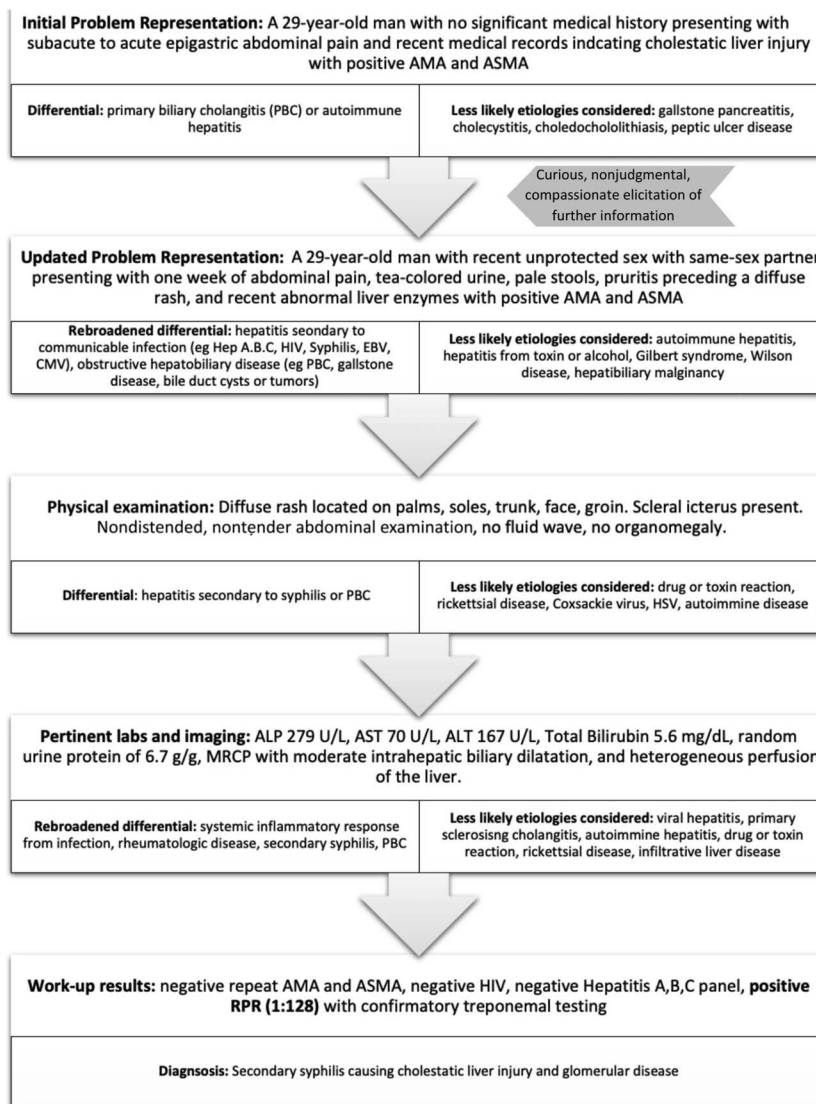 Initial Problem Representation: A 29-year-old man with no significant medical history presenting with
subacute to acute epigastric abdominal pain and recent medical records indcating cholestatic liver injury
with positive AMA and ASMA
Differential: primary biliary cholangitis (PBC) or autoimmune
hepatitis
Less likely etiologies considered: gallstone pancreatitis,
cholecystitis, choledochololithiasis, peptic ulcer disease
Curious, nonjudgmental,
compassionate elicitation of
further information
Updated Problem Representation: A 29-year-old man with recent unprotected sex with same-sex partner
presenting with one week of abdominal pain, tea-colored urine, pale stools, pruritis preceding a diffuse
rash, and recent abnormal liver enzymes with positive AMA and ASMA
Rebroadened differential: hepatitis seondary to
communicable infection (eg Hep A.B.C, HIV, Syphilis, EBV,
CMV), obstructive hepatobiliary disease (eg PBC, gallstone
disease, bile duct cysts or tumors)
Less likely etiologies considered: autoimmune hepatitis,
hepatitis from toxin or alcohol, Gilbert syndrome, Wilson
disease, hepatibiliary malginancy
Physical examination: Diffuse rash located on palms, soles, trunk, face, groin. Scleral icterus present.
Nondistended, nontender abdominal examination, no fluid wave, no organomegaly.
Differential: hepatitis secondary to syphilis or PBC
Less likely etiologies considered: drug or toxin reaction,
rickettsial disease, Coxsackie virus, HSV, autoimmine disease
Pertinent labs and imaging: ALP 279 U/L, AST 70 U/L, ALT 167 U/L, Total Bilirubin 5.6 mg/dL, random
urine protein of 6.7 g/g, MRCP with moderate intrahepatic biliary dilatation, and heterogeneous perfusion
of the liver.
Rebroadened differential: systemic inflammatory response
from infection, rheumatologic disease, secondary syphilis, PBC
Less likely etiologies considered: viral hepatitis, primary
sclerosisng cholangitis, autoimmine hepatitis, drug or toxin
reaction, rickettsial disease, infiltrative liver disease
Work-up results: negative repeat AMA and ASMA, negative HIV, negative Hepatitis A,B,C panel, positive
RPR (1:128) with confirmatory treponemal testing
Diagnsosis: Secondary syphilis causing cholestatic liver injury and glomerular disease